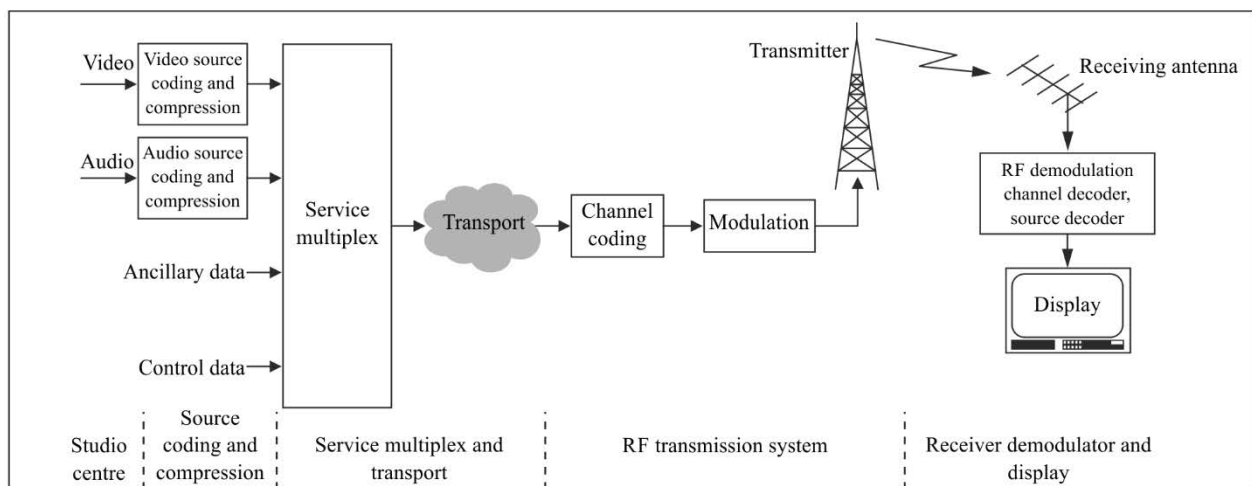 Video
Video source
coding and
compression
Audio
Audio source
coding and
compression
Ancillary data
Control data
Service
multiplex
Transport
Channel
coding
Modulation
Transmitter
Receiving antenna
RF demodulation
channel decoder,
source decoder
Display
Studio
centre
Source
coding and
compression
Service multiplex and
transport
RF transmission system
Receiver demodulator and
display